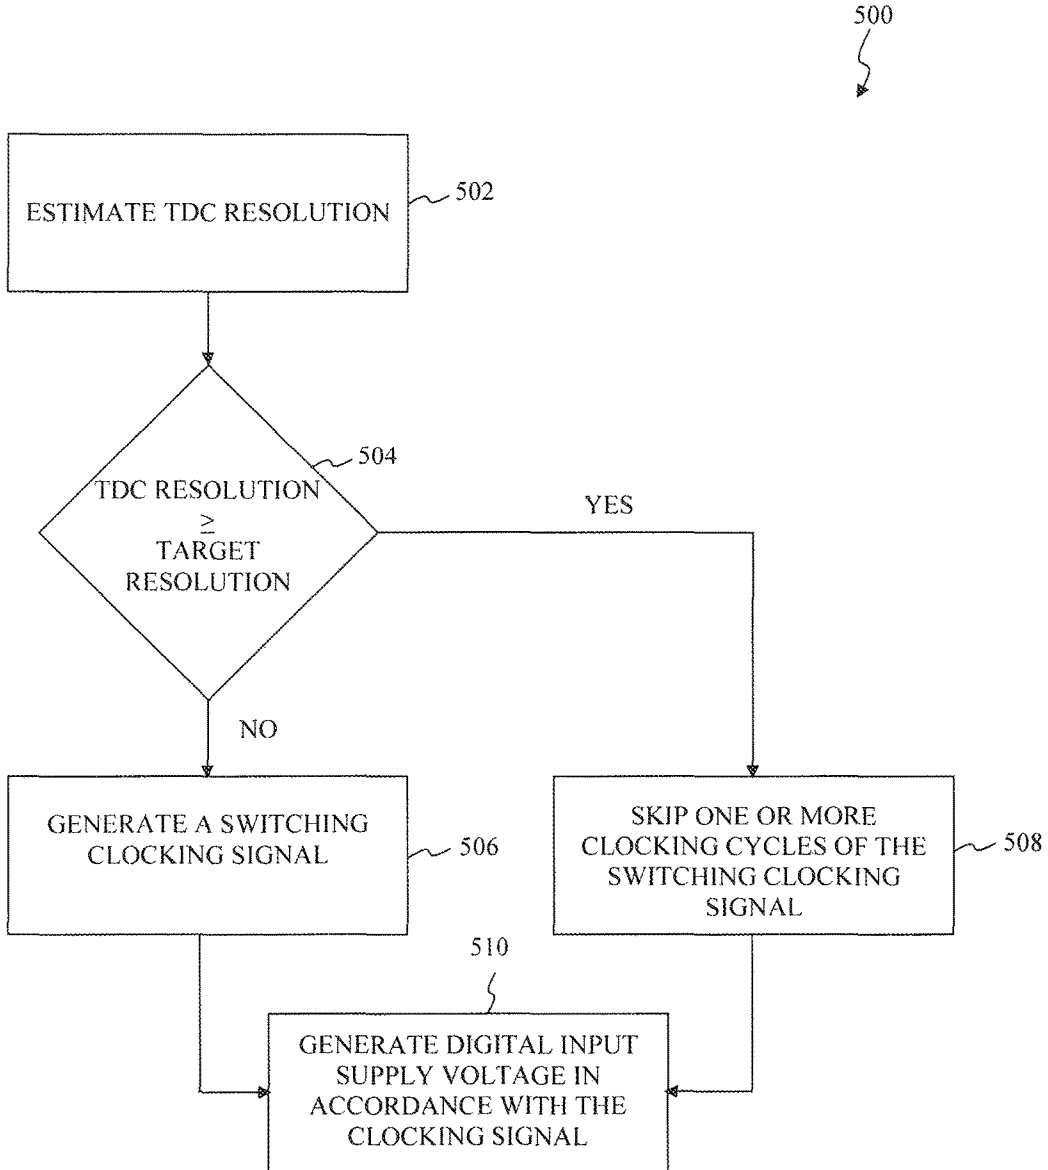 500
ESTIMATE TDC RESOLUTION
502
504
TDC RESOLUTION
≥
TARGET
RESOLUTION
YES
NO
GENERATE A SWITCHING
CLOCKING SIGNAL
506
SKIP ONE OR MORE
CLOCKING CYCLES OF THE
SWITCHING CLOCKING
SIGNAL
508
510
GENERATE DIGITAL INPUT
SUPPLY VOLTAGE IN
ACCORDANCE WITH THE
CLOCKING SIGNAL